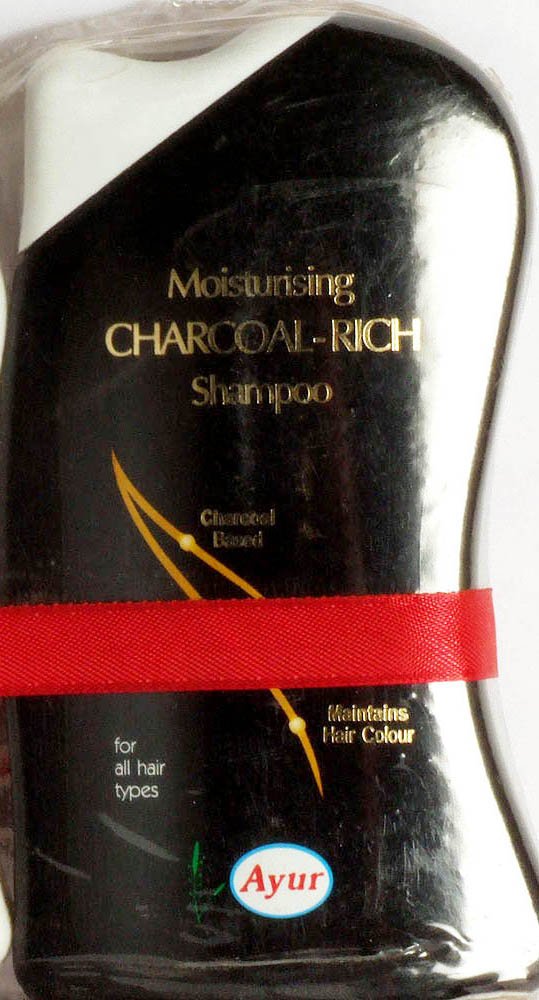 Moisturising
CHARCOAL-RICH
Shampoo
Charcoal
Based
Maintains
Hair Colour
for
all hair
types
Ayur